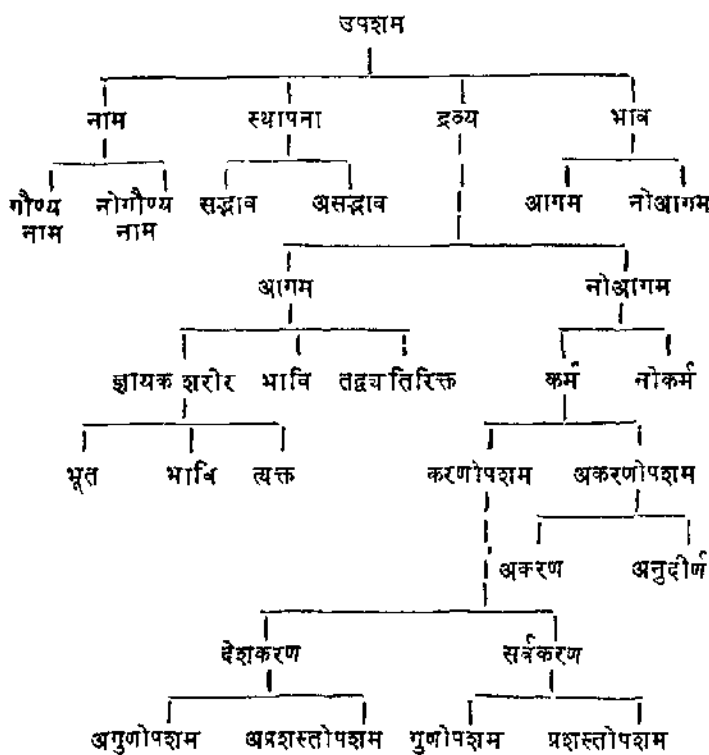 उपशम
नाम स्थापना द्रव्य भाव
गौण्य नोगौण्य सद्भाव असद्भाव आगम नोआगम
नाम नाम
आगम नोआगम
ज्ञायक शरोर भावि तद्वयतिरिक्त कर्म नोकर्म
भूत भावि त्यक्त करणोपशम अकरणोपशम
अकरण अनुदीर्ण
देशकरण सर्वकरण
अगुणोपशम अप्रशस्तोपशम गुणोपशम प्रशस्तोपशम